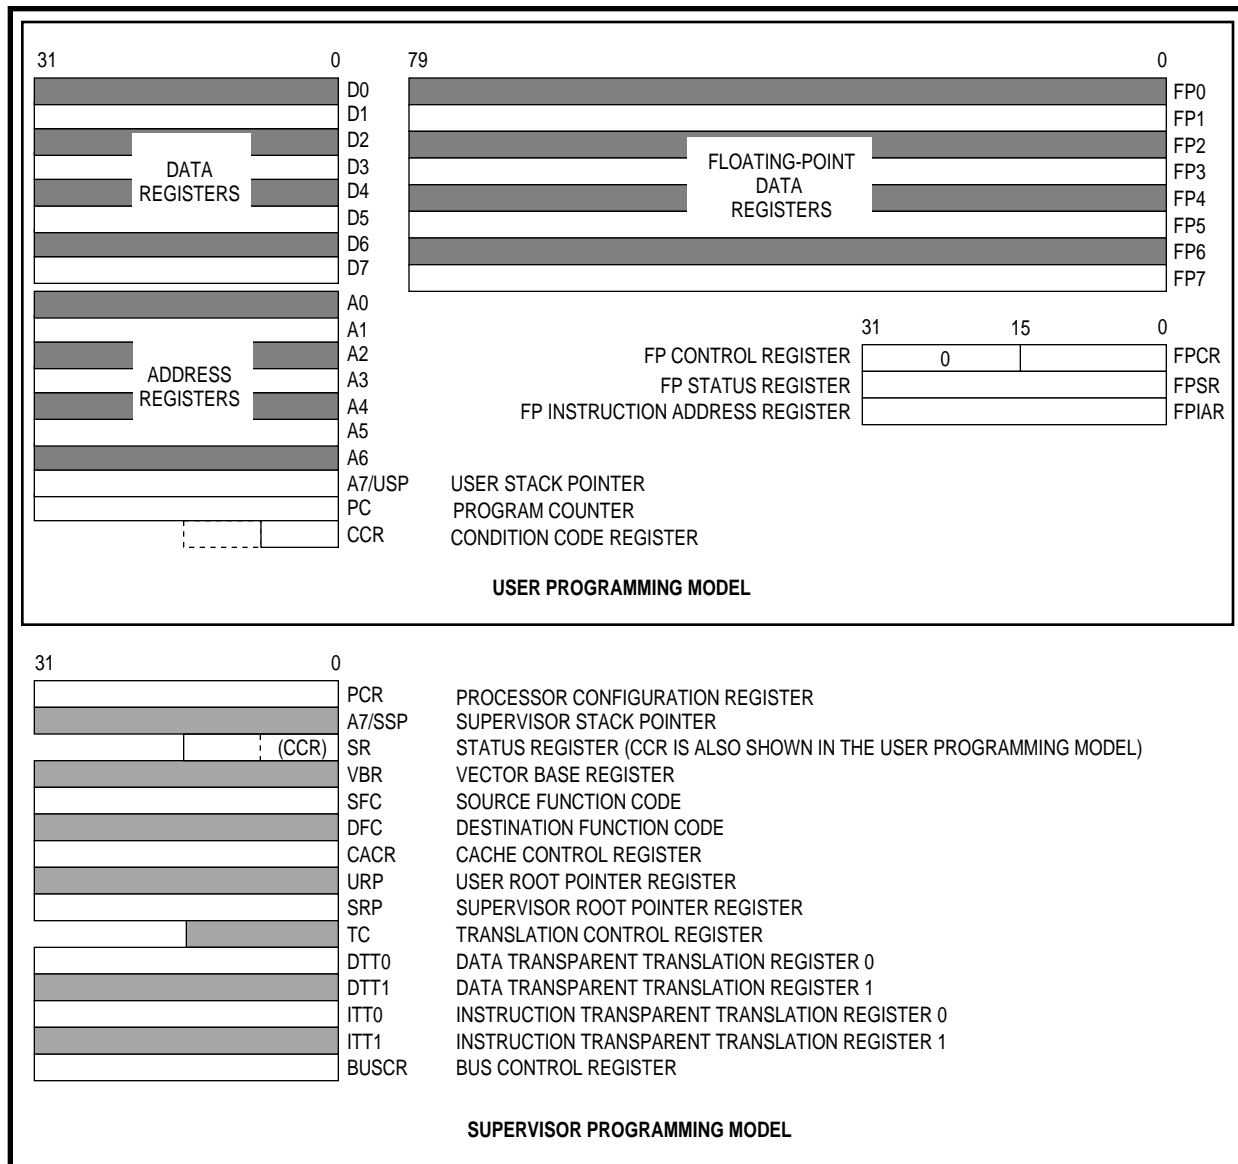 31 0
D0
D1
D2
D3
D4
D5
D6
D7
DATA
REGISTERS
A0
A1
A2
A3
A4
A5
A6
ADDRESS
REGISTERS
A7/USP USER STACK POINTER
PC PROGRAM COUNTER
CCR CONDITION CODE REGISTER
79 0
FP0
FP1
FP2
FP3
FP4
FP5
FP6
FP7
FLOATING-POINT
DATA
REGISTERS
31 15 0
FP CONTROL REGISTER 0 FPCR
FP STATUS REGISTER FPSR
FP INSTRUCTION ADDRESS REGISTER FPIAR
USER PROGRAMMING MODEL
31 0
PCR PROCESSOR CONFIGURATION REGISTER
A7/SSP SUPERVISOR STACK POINTER
(CCR) SR STATUS REGISTER (CCR IS ALSO SHOWN IN THE USER PROGRAMMING MODEL)
VBR VECTOR BASE REGISTER
SFC SOURCE FUNCTION CODE
DFC DESTINATION FUNCTION CODE
CACR CACHE CONTROL REGISTER
URP USER ROOT POINTER REGISTER
SRP SUPERVISOR ROOT POINTER REGISTER
TC TRANSLATION CONTROL REGISTER
DTT0 DATA TRANSPARENT TRANSLATION REGISTER 0
DTT1 DATA TRANSPARENT TRANSLATION REGISTER 1
ITT0 INSTRUCTION TRANSPARENT TRANSLATION REGISTER 0
ITT1 INSTRUCTION TRANSPARENT TRANSLATION REGISTER 1
BUSCR BUS CONTROL REGISTER
SUPERVISOR PROGRAMMING MODEL